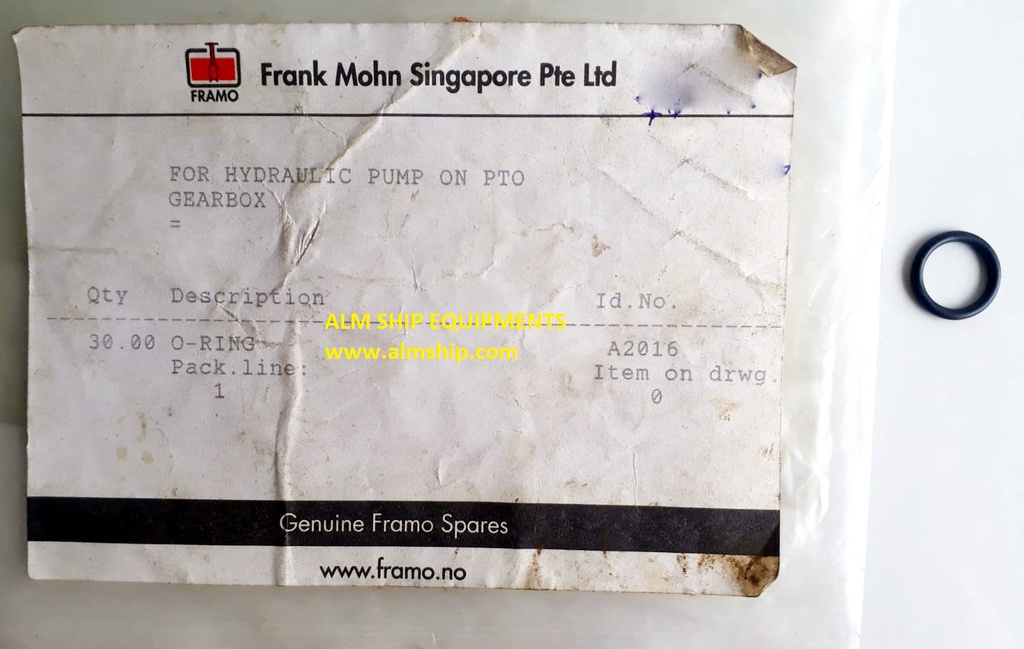 FRAMO
Frank Mohn Singapore Pte Ltd
FOR HYDRAULIC PUMP ON PTO
GEARBOX
=
Qty Description Id.No.
ALM SHIP EQUIPMENTS
www.almship.com
30.00 O-RING A2016
Pack.line: Item on drwg.
1 0
Genuine Framo Spares
www.framo.no